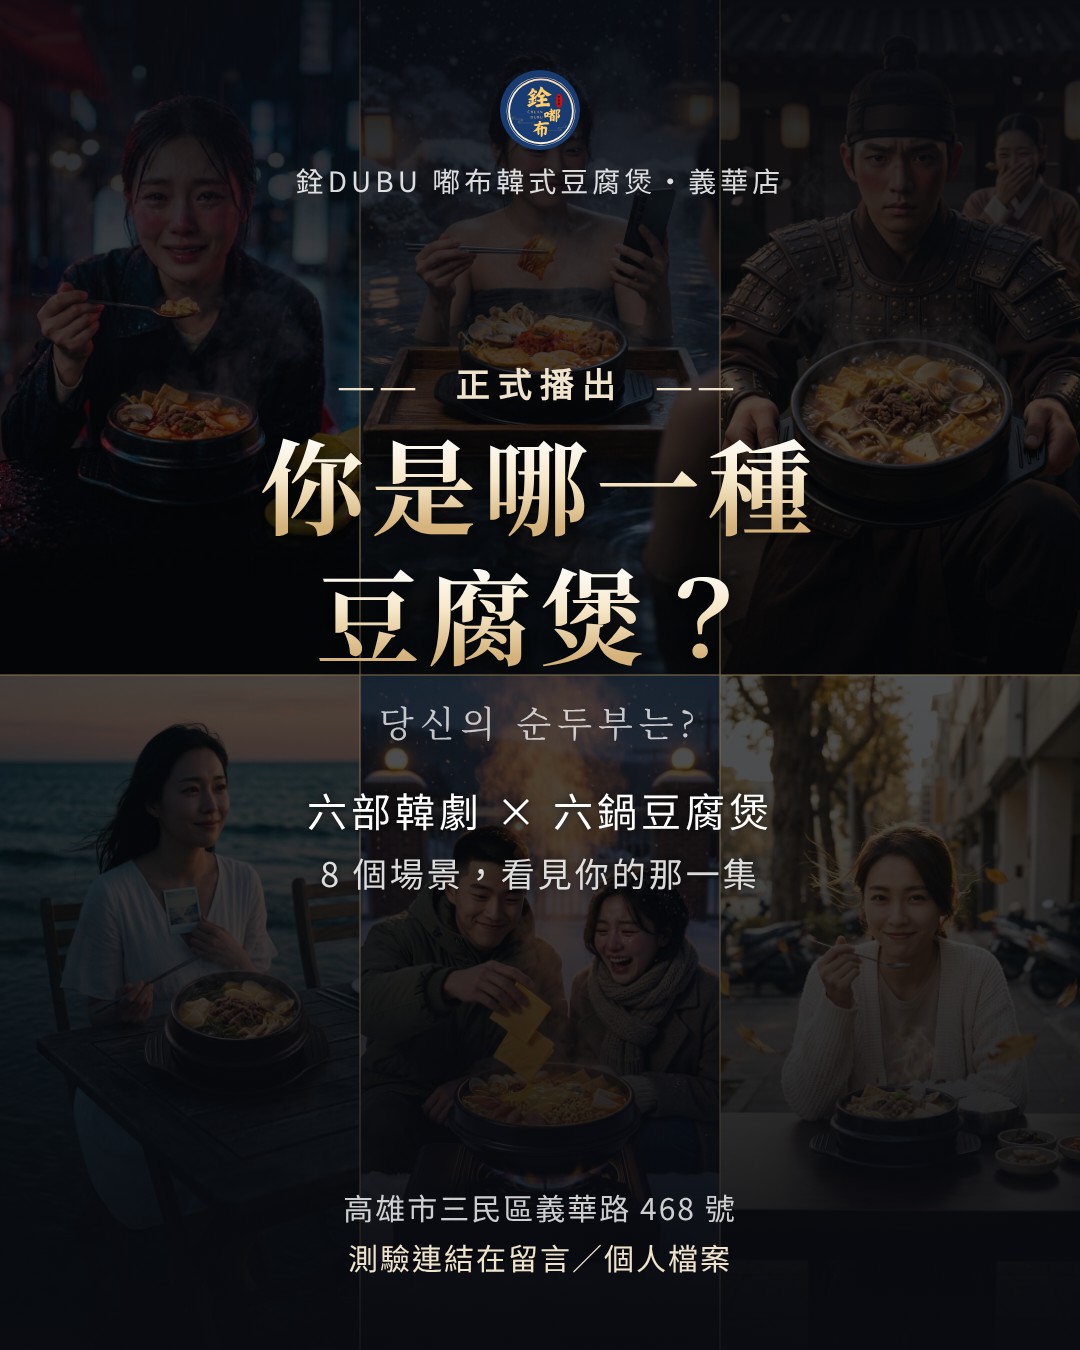 銓
嘟
布
銓DUBU 嘟布韓式豆腐煲・義華店
—— 正式播出 ——
你是哪一種
豆腐煲？
당신의 순두부는?
六部韓劇 × 六鍋豆腐煲
8 個場景，看見你的那一集
高雄市三民區義華路 468 號
測驗連結在留言／個人檔案